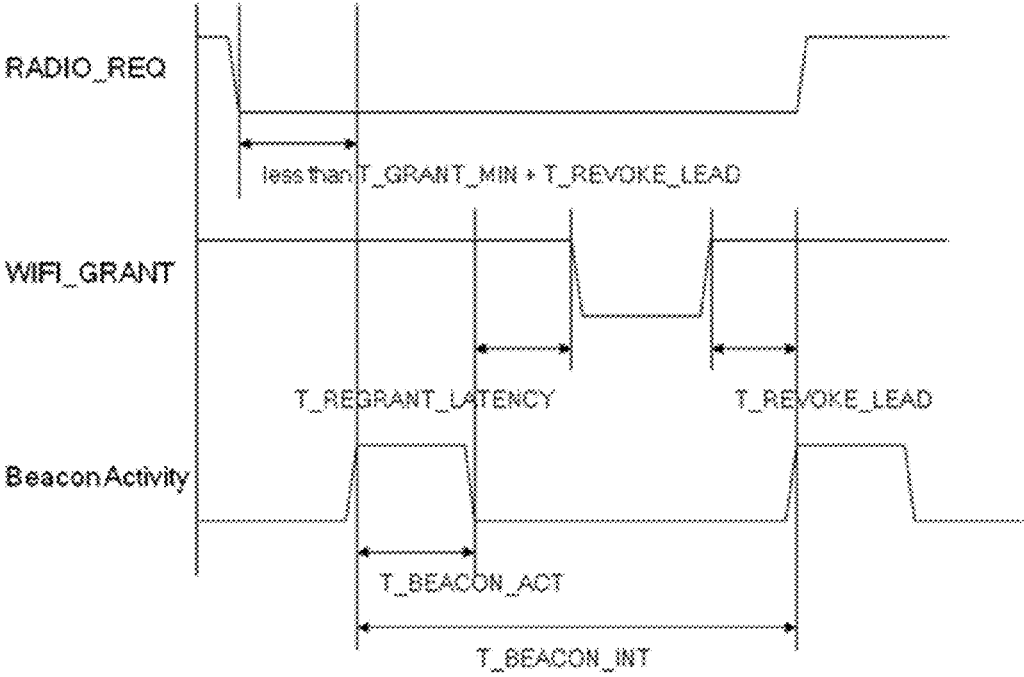 RADIO_REQ
less than T_GRANT_MIN + T_REVOKE_LEAD
WIFI_GRANT
T_REGRANT_LATENCY
T_REVOKE_LEAD
Beacon Activity
T_BEACON_ACT
T_BEACON_INT